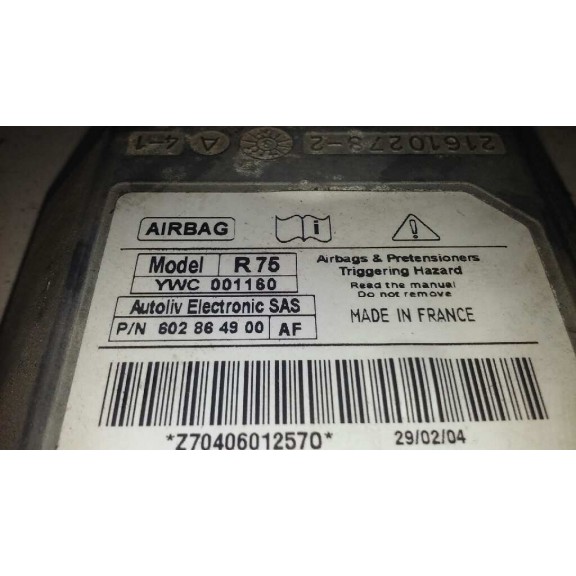 21610273-2 A 4-1
AIRBAG i
Model R 75
YWC 001160
Autoliv Electronic SAS
P/N 602 86 49 00 AF
Airbags & Pretensioners
Triggering Hazard
Read the manual
Do not remove
MADE IN FRANCE
*Z70406012570* 29/02/04